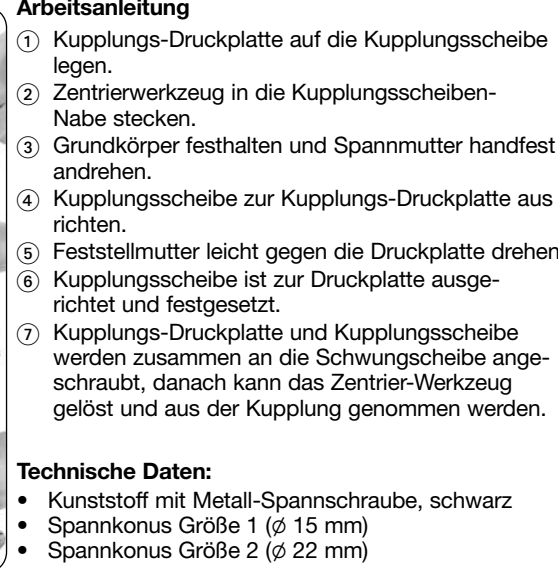 Arbeitsanleitung
① Kupplungs-Druckplatte auf die Kupplungsscheibe
legen.
② Zentrierwerkzeug in die Kupplungsscheiben-
Nabe stecken.
③ Grundkörper festhalten und Spannmutter handfest
andrehen.
④ Kupplungsscheibe zur Kupplungs-Druckplatte aus
richten.
⑤ Feststellmutter leicht gegen die Druckplatte drehen
⑥ Kupplungsscheibe ist zur Druckplatte ausge-
richtet und festgesetzt.
⑦ Kupplungs-Druckplatte und Kupplungsscheibe
werden zusammen an die Schwungscheibe ange-
schraubt, danach kann das Zentrier-Werkzeug
gelöst und aus der Kupplung genommen werden.
Technische Daten:
• Kunststoff mit Metall-Spannschraube, schwarz
• Spannkonus Größe 1 (∅ 15 mm)
• Spannkonus Größe 2 (∅ 22 mm)